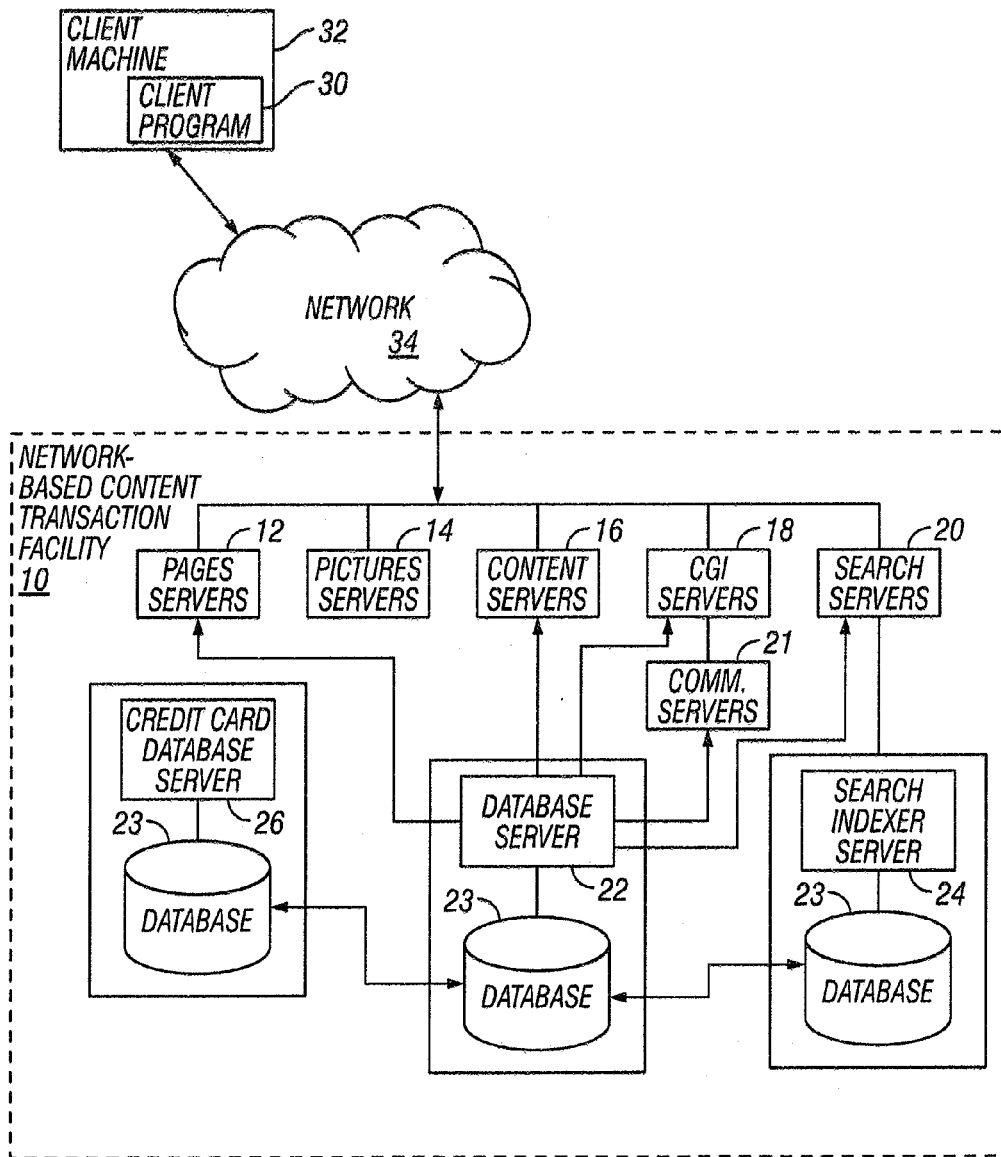 CLIENT
MACHINE
32
CLIENT
PROGRAM
30
NETWORK
34
NETWORK-
BASED CONTENT
TRANSACTION
FACILITY
10
12
PAGES
SERVERS
14
PICTURES
SERVERS
16
CONTENT
SERVERS
18
CGI
SERVERS
20
SEARCH
SERVERS
21
COMM.
SERVERS
CREDIT CARD
DATABASE
SERVER
26
23
DATABASE
DATABASE
SERVER
22
23
DATABASE
SEARCH
INDEXER
SERVER
24
23
DATABASE